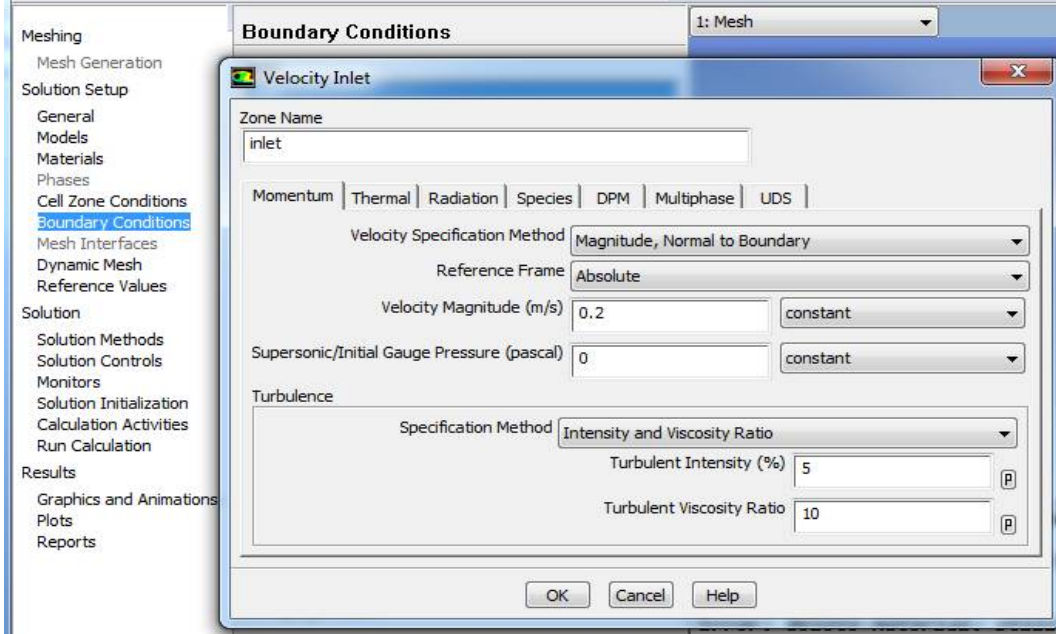 Meshing
Mesh Generation
Solution Setup
General
Models
Materials
Phases
Cell Zone Conditions
Boundary Conditions
Mesh Interfaces
Dynamic Mesh
Reference Values
Solution
Solution Methods
Solution Controls
Monitors
Solution Initialization
Calculation Activities
Run Calculation
Results
Graphics and Animations
Plots
Reports
Boundary Conditions
1: Mesh
Velocity Inlet
Zone Name
inlet
Momentum Thermal Radiation Species DPM Multiphase UDS
Velocity Specification Method Magnitude, Normal to Boundary
Reference Frame Absolute
Velocity Magnitude (m/s) 0.2 constant
Supersonic/Initial Gauge Pressure (pascal) 0 constant
Turbulence
Specification Method Intensity and Viscosity Ratio
Turbulent Intensity (%) 5 P
Turbulent Viscosity Ratio 10 P
OK Cancel Help